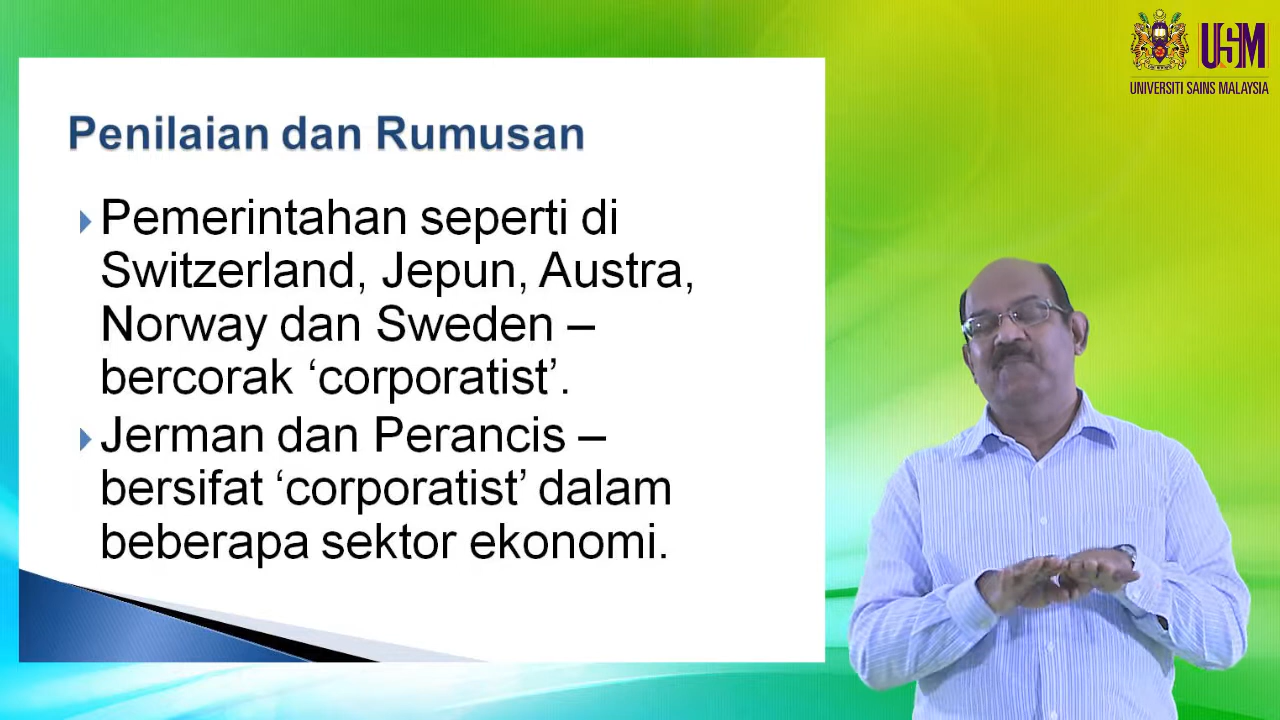 USM
UNIVERSITI SAINS MALAYSIA
Penilaian dan Rumusan
Pemerintahan seperti di
Switzerland, Jepun, Austra,
Norway dan Sweden –
bercorak ‘corporatist’.
Jerman dan Perancis –
bersifat ‘corporatist’ dalam
beberapa sektor ekonomi.